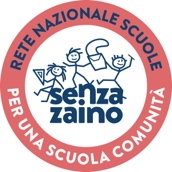 RETE NAZIONALE SCUOLE
senza
zaino
PER UNA SCUOLA COMUNITÀ